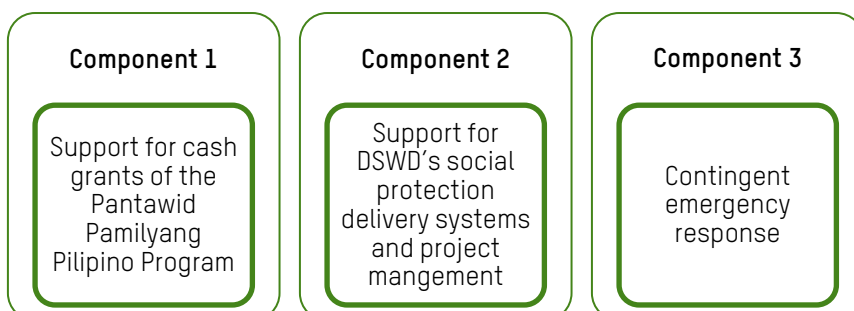 Component 1
Support for cash
grants of the
Pantawid
Pamilyang
Pilipino Program
Component 2
Support for
DSWD's social
protection
delivery systems
and project
mangement
Component 3
Contingent
emergency
response